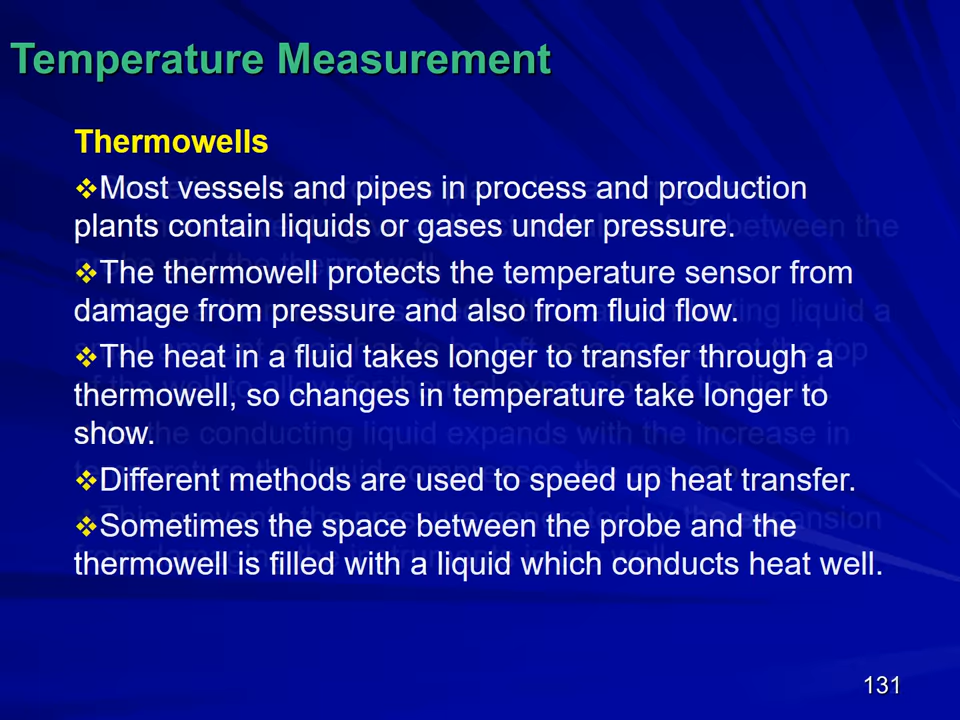 Temperature Measurement
Thermowells
❖Most vessels and pipes in process and production
plants contain liquids or gases under pressure.
❖The thermowell protects the temperature sensor from
damage from pressure and also from fluid flow.
❖The heat in a fluid takes longer to transfer through a
thermowell, so changes in temperature take longer to
show.
❖Different methods are used to speed up heat transfer.
❖Sometimes the space between the probe and the
thermowell is filled with a liquid which conducts heat well.
131